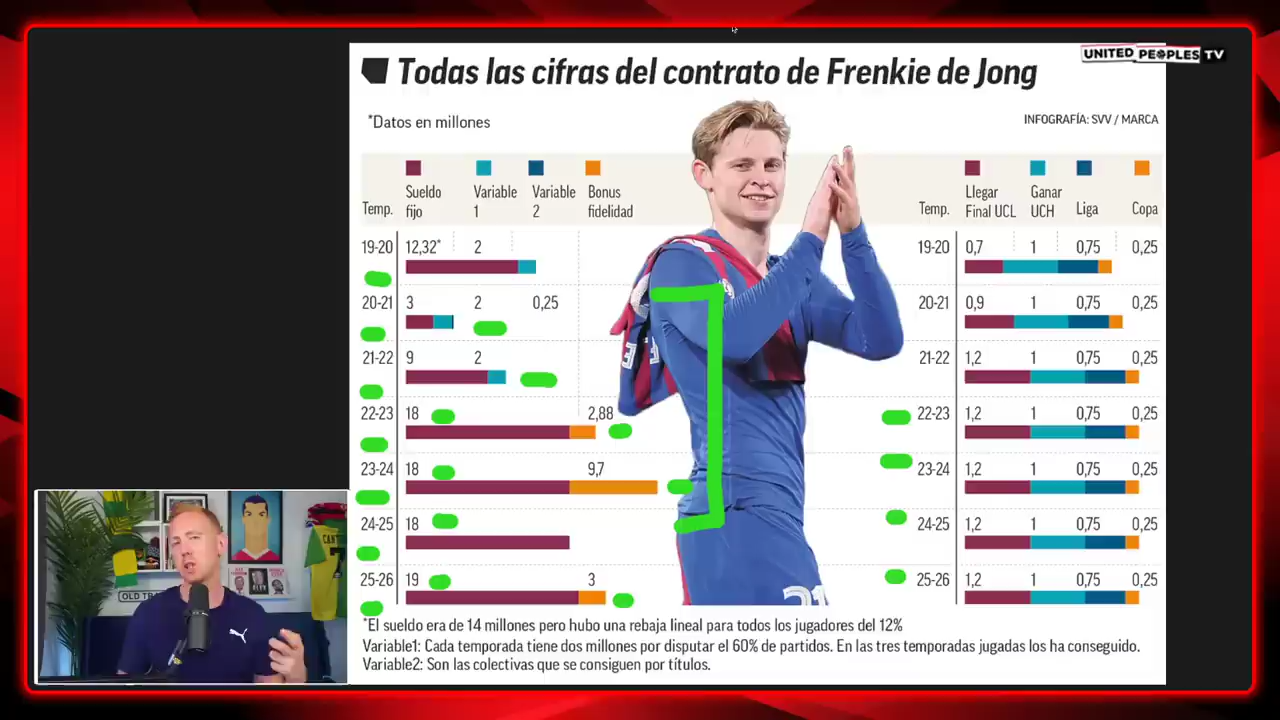 UNITED PEOPLES TV
Todas las cifras del contrato de Frenkie de Jong
*Datos en millones
INFOGRAFÍA: SVV / MARCA
Temp.
Sueldo fijo
Variable 1
Variable 2
Bonus fidelidad
19-20 12,32* 2
20-21 3 2 0,25
21-22 9 2
22-23 18 2,88
23-24 18 9,7
24-25 18
25-26 19 3
Temp.
Llegar Final UCL
Ganar UCH
Liga
Copa
19-20 0,7 1 0,75 0,25
20-21 0,9 1 0,75 0,25
21-22 1,2 1 0,75 0,25
22-23 1,2 1 0,75 0,25
23-24 1,2 1 0,75 0,25
24-25 1,2 1 0,75 0,25
25-26 1,2 1 0,75 0,25
*El sueldo era de 14 millones pero hubo una rebaja lineal para todos los jugadores del 12%
Variable1: Cada temporada tiene dos millones por disputar el 60% de partidos. En las tres temporadas jugadas los ha conseguido.
Variable2: Son las colectivas que se consiguen por títulos.